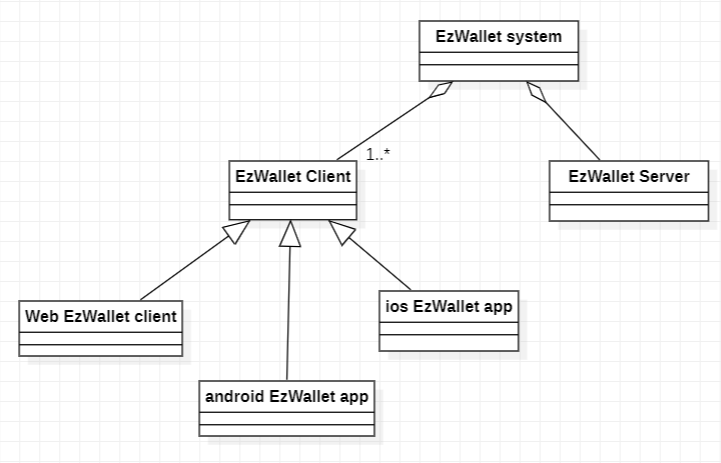 EzWallet system
1..*
EzWallet Client
EzWallet Server
Web EzWallet client
ios EzWallet app
android EzWallet app